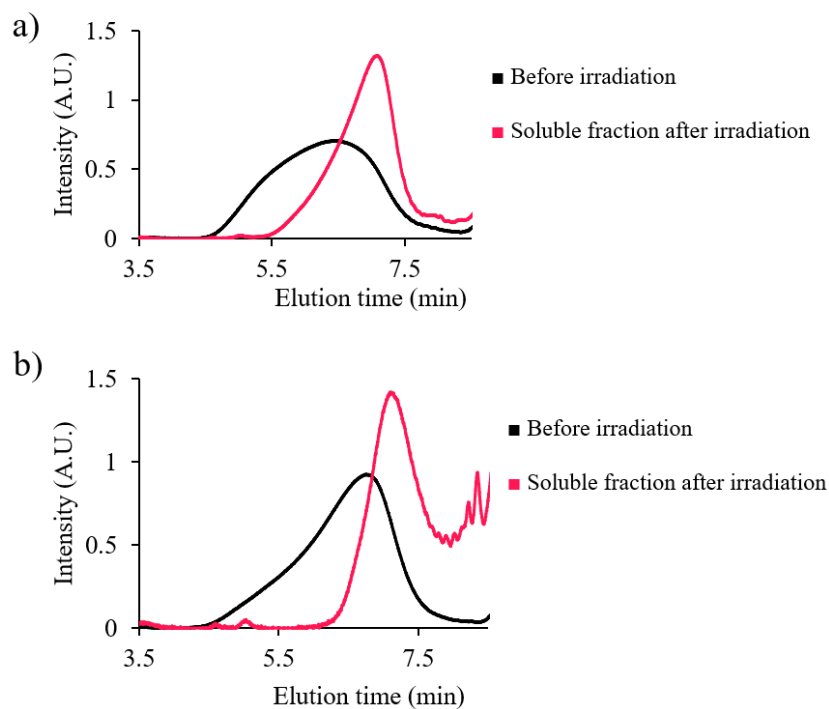 a)
1.5
Before irradiation
1
Soluble fraction after irradiation
0.5
0
3.5 5.5 7.5
Intensity (A.U.)
Elution time (min)
b)
1.5
Before irradiation
1
Soluble fraction after irradiation
0.5
0
3.5 5.5 7.5
Intensity (A.U.)
Elution time (min)